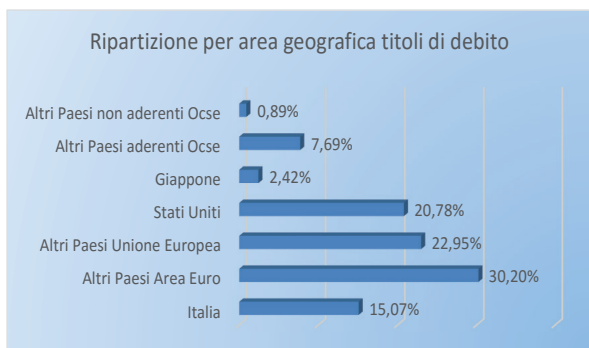 Ripartizione per area geografica titoli di debito
Altri Paesi non aderenti Ocse 0,89%
Altri Paesi aderenti Ocse 7,69%
Giappone 2,42%
Stati Uniti 20,78%
Altri Paesi Unione Europea 22,95%
Altri Paesi Area Euro 30,20%
Italia 15,07%